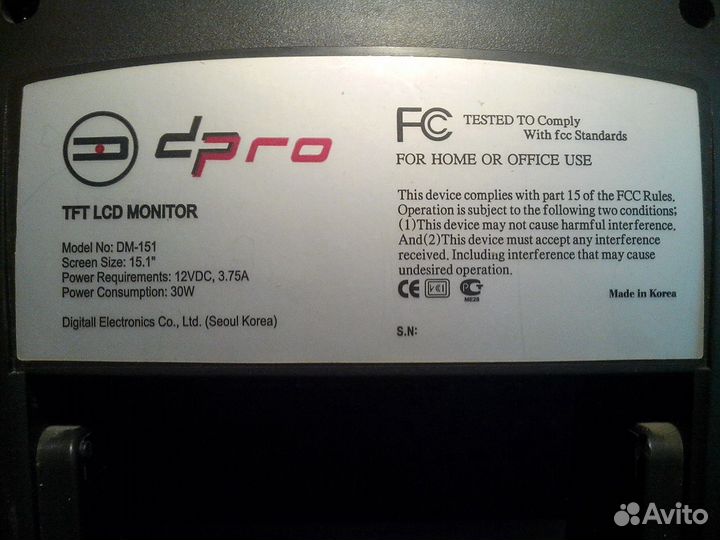 dpro
TFT LCD MONITOR
Model No: DM-151
Screen Size: 15.1"
Power Requirements: 12VDC, 3.75A
Power Consumption: 30W
Digitall Electronics Co., Ltd. (Seoul Korea)
FC TESTED TO Comply
With fcc Standards
FOR HOME OR OFFICE USE
This device complies with part 15 of the FCC Rules.
Operation is subject to the following two conditions;
(1)This device may not cause harmful interference.
And(2)This device must accept any interference
received. Including interference that may cause
undesired operation.
CE VCI PG Made in Korea
ME28
S.N:
Avito